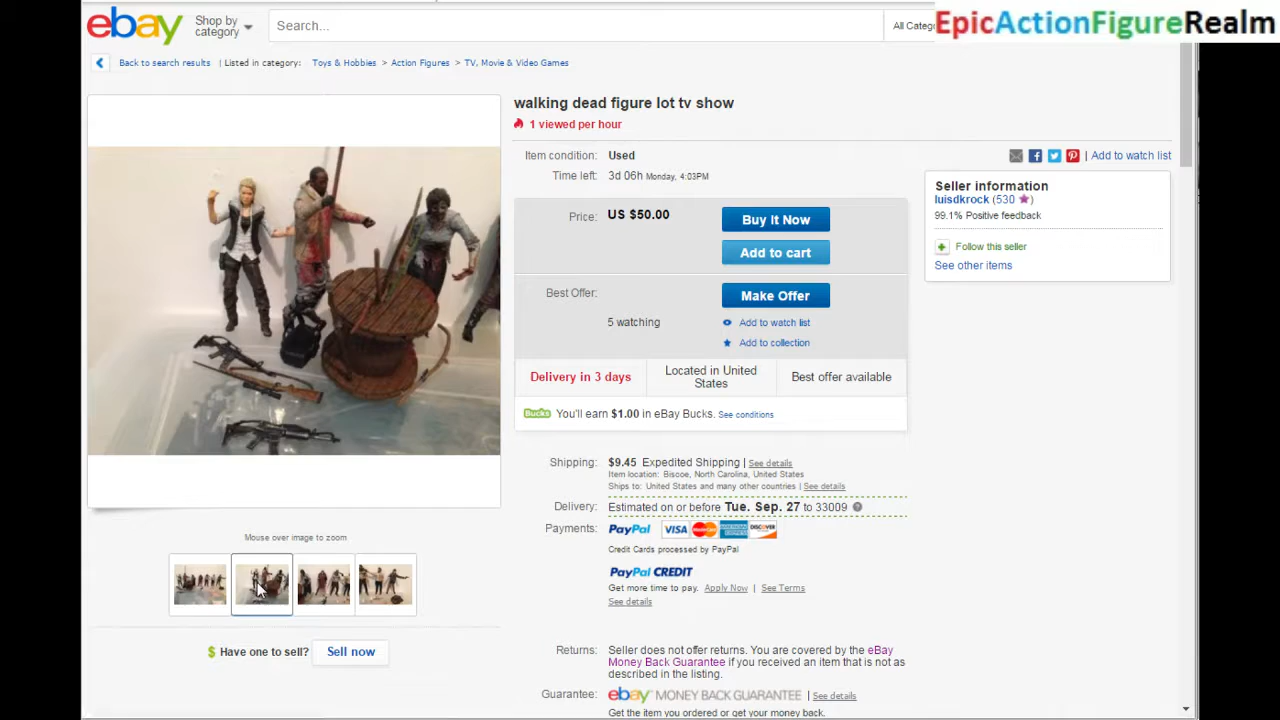 EpicActionFigureRealm
ebay
Shop by
category
Search...
All Catego
Back to search results | Listed in category: Toys & Hobbies > Action Figures > TV, Movie & Video Games
walking dead figure lot tv show
1 viewed per hour
Item condition: Used
Time left: 3d 06h Monday, 4:03PM
| Add to watch list
Seller information
luisdkrock (530 )
99.1% Positive feedback
Follow this seller
See other items
Price: US $50.00
Buy It Now
Add to cart
Best Offer:
Make Offer
5 watching
Add to watch list
Add to collection
Delivery in 3 days
Located in United
States
Best offer available
Bucks You'll earn $1.00 in eBay Bucks. See conditions
Shipping: $9.45 Expedited Shipping | See details
Item location: Biscoe, North Carolina, United States
Ships to: United States and many other countries | See details
Delivery: Estimated on or before Tue. Sep. 27 to 33009 ?
Payments: PayPal VISA MasterCard AMERICAN EXPRESS DISCOVER
Credit Cards processed by PayPal
PayPal CREDIT
Get more time to pay. Apply Now | See Terms
See details
Returns: Seller does not offer returns. You are covered by the eBay
Money Back Guarantee if you received an item that is not as
described in the listing.
Guarantee: ebay MONEY BACK GUARANTEE | See details
Get the item you ordered or get your money back.
Mouse over image to zoom
$ Have one to sell? Sell now